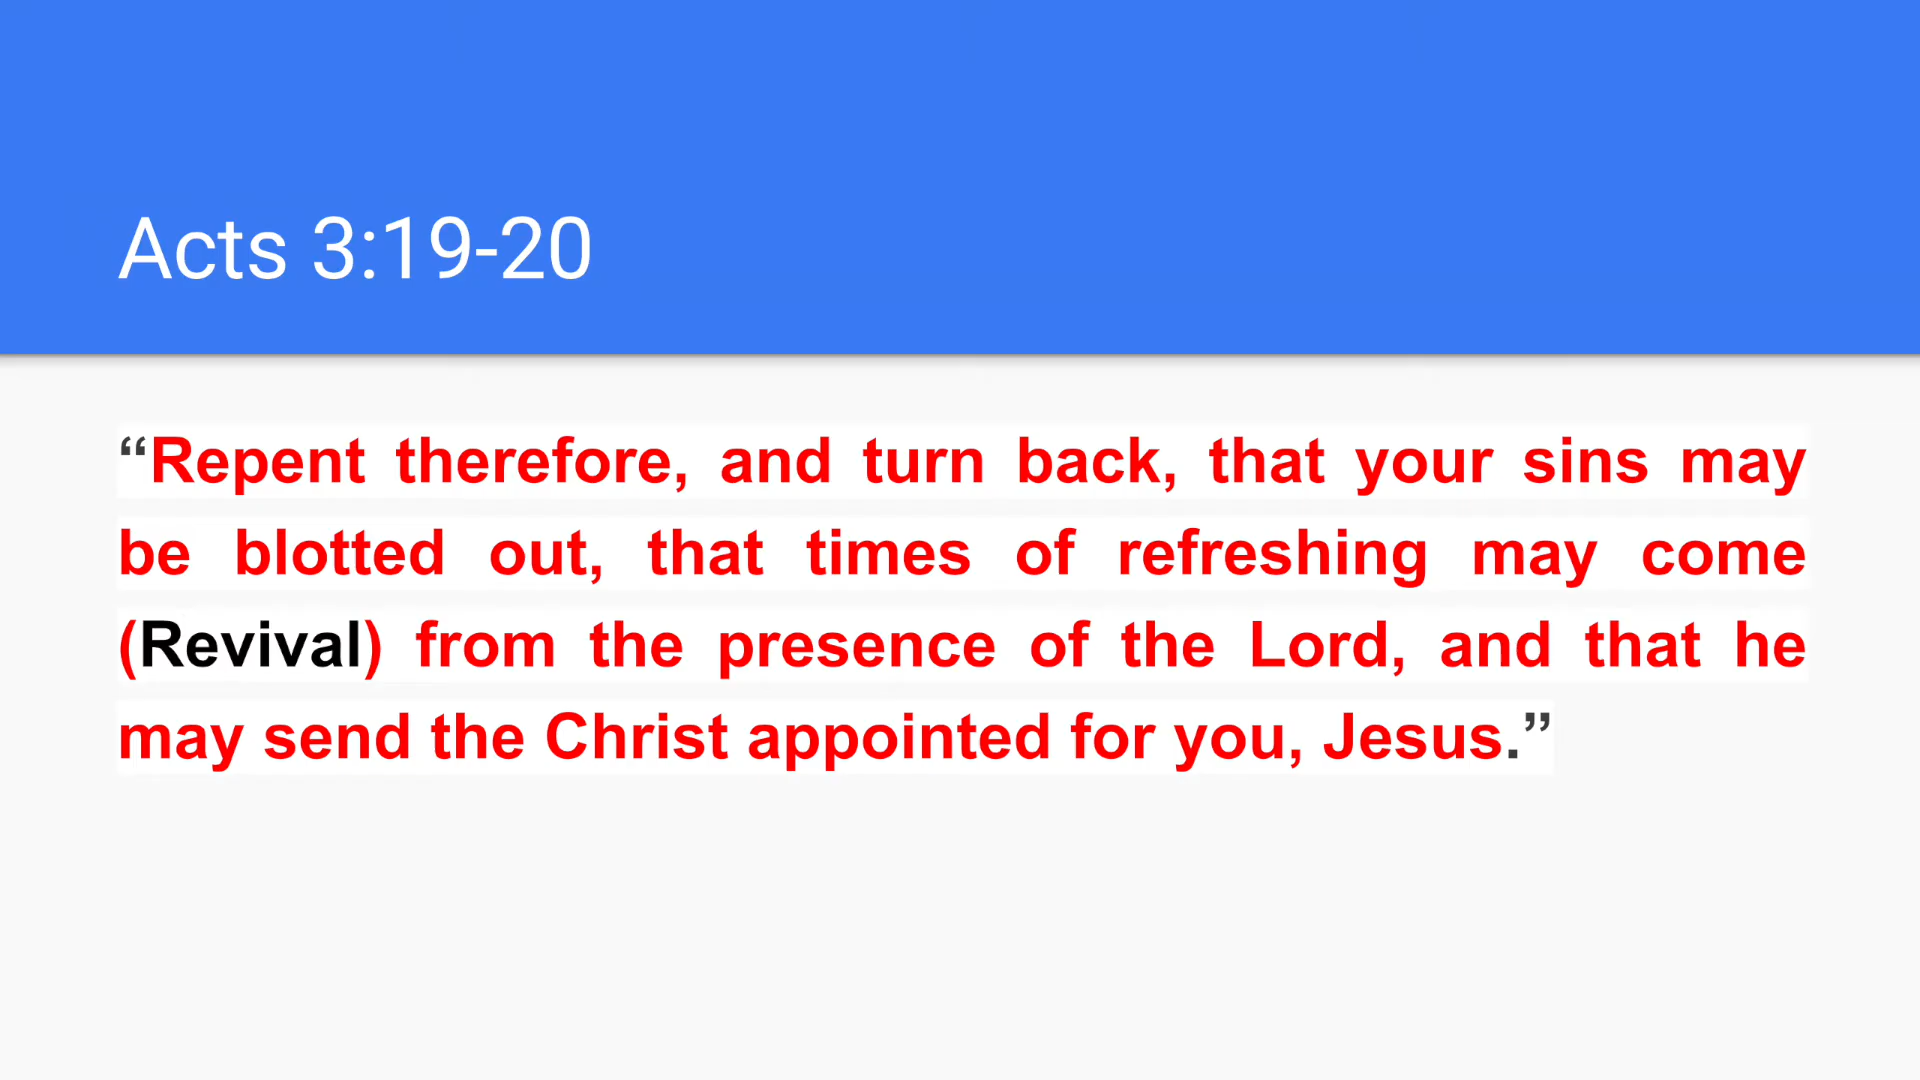 Acts 3:19-20
“Repent therefore, and turn back, that your sins may
be blotted out, that times of refreshing may come
(Revival) from the presence of the Lord, and that he
may send the Christ appointed for you, Jesus.”